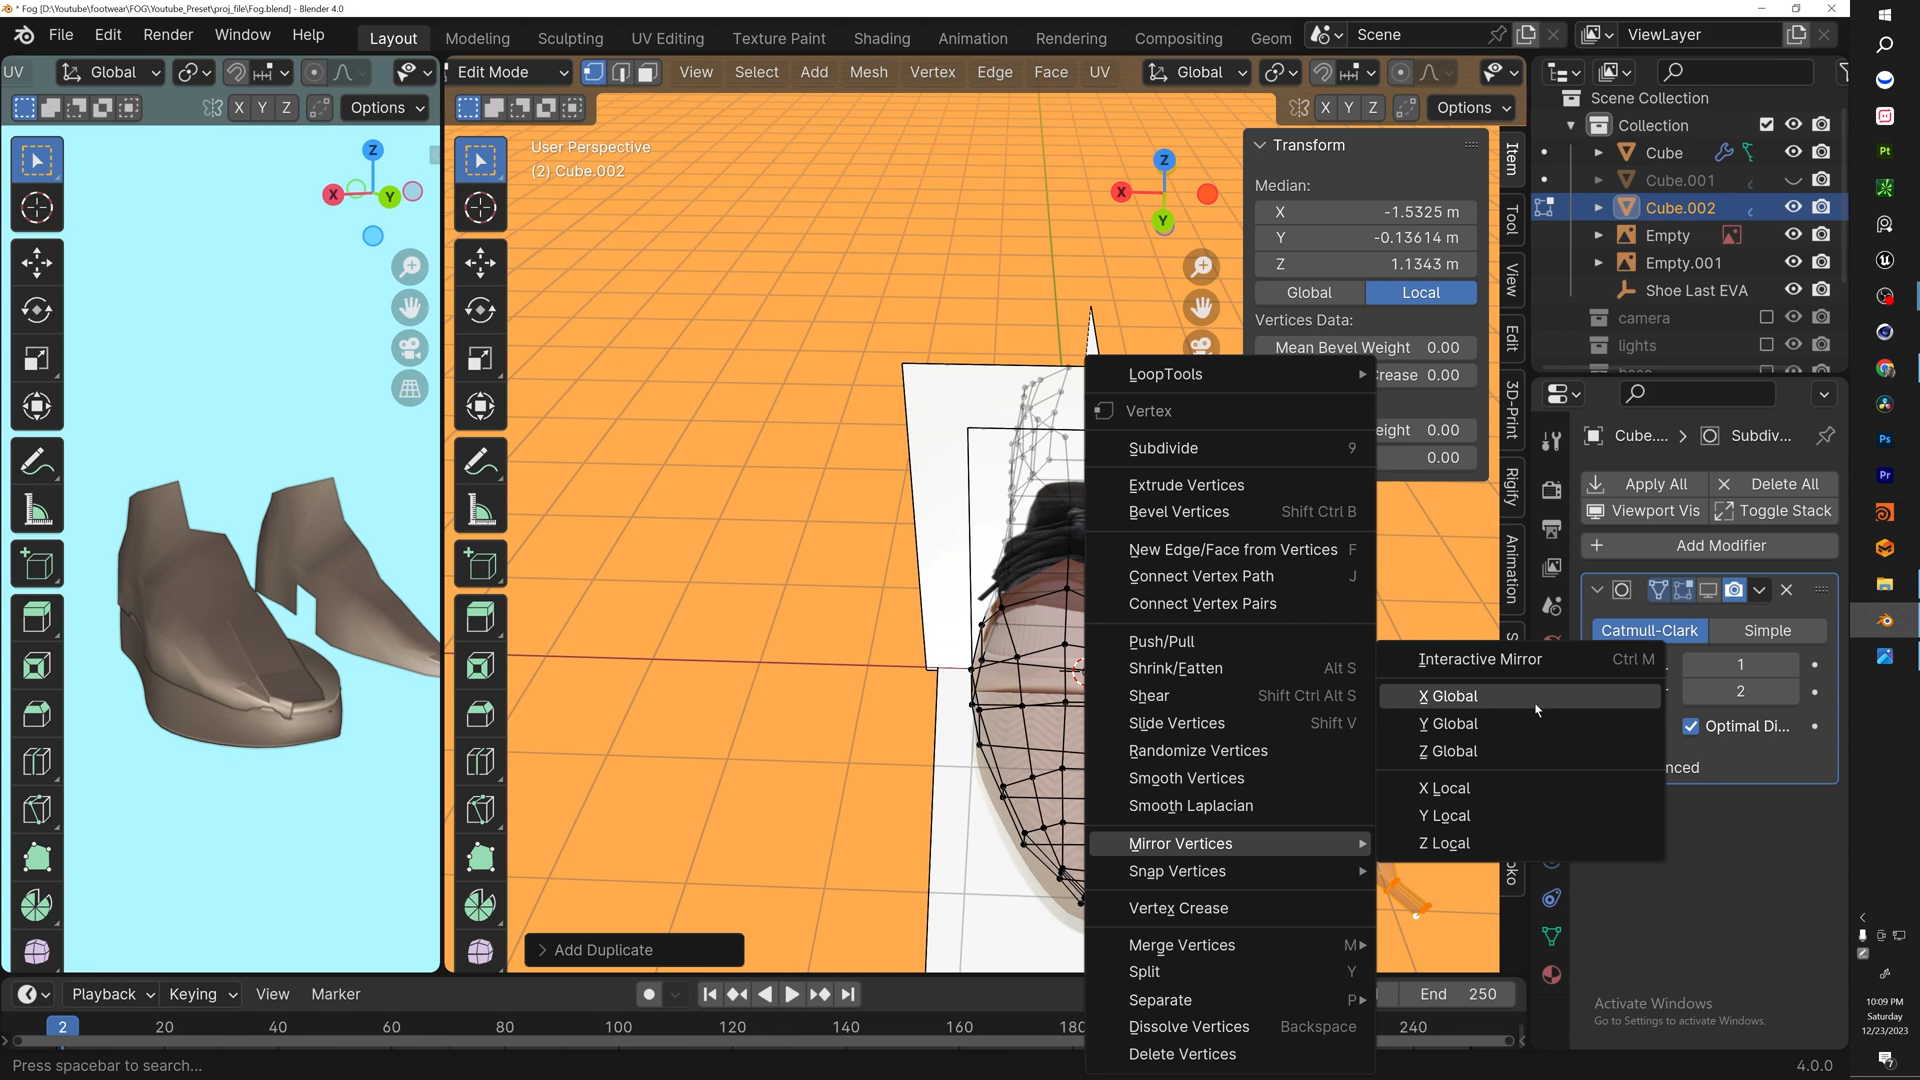 * Fog [D:\Youtube\footwear\FOG\Youtube_Preset\proj_file\Fog.blend] - Blender 4.0
File Edit Render Window Help
Layout Modeling Sculpting UV Editing Texture Paint Shading Animation Rendering Compositing Geom
Scene
ViewLayer
UV Global
Options
X Y Z
Edit Mode View Select Add Mesh Vertex Edge Face UV Global
X Y Z Options
User Perspective
(2) Cube.002
Z
X
Y
Z
X
Y
Transform
Median:
X -1.5325 m
Y -0.13614 m
Z 1.1343 m
Global Local
Vertices Data:
Mean Bevel Weight 0.00
rease 0.00
eight 0.00
0.00
Item
Tool
View
Edit
3D-Print
Rigify
Animation
S
oko
LoopTools
Vertex
Subdivide 9
Extrude Vertices
Bevel Vertices Shift Ctrl B
New Edge/Face from Vertices F
Connect Vertex Path J
Connect Vertex Pairs
Push/Pull
Shrink/Fatten Alt S
Shear Shift Ctrl Alt S
Slide Vertices Shift V
Randomize Vertices
Smooth Vertices
Smooth Laplacian
Mirror Vertices
Snap Vertices
Vertex Crease
Merge Vertices M
Split Y
Separate P
Dissolve Vertices Backspace
Delete Vertices
Interactive Mirror Ctrl M
X Global
Y Global
Z Global
X Local
Y Local
Z Local
Scene Collection
Collection
Cube
Cube.001
Cube.002
Empty
Empty.001
Shoe Last EVA
camera
lights
Cube.... Subdiv...
Apply All Delete All
Viewport Vis Toggle Stack
Add Modifier
Catmull-Clark Simple
1
2
Optimal Di...
nced
Add Duplicate
Playback Keying View Marker
End 250
2 20 40 60 80 100 120 140 160 180 240
Press spacebar to search...
4.0.0
Activate Windows
Go to Settings to activate Windows.
Pt
Ps
Pr
10:09 PM
Saturday
12/23/2023
7